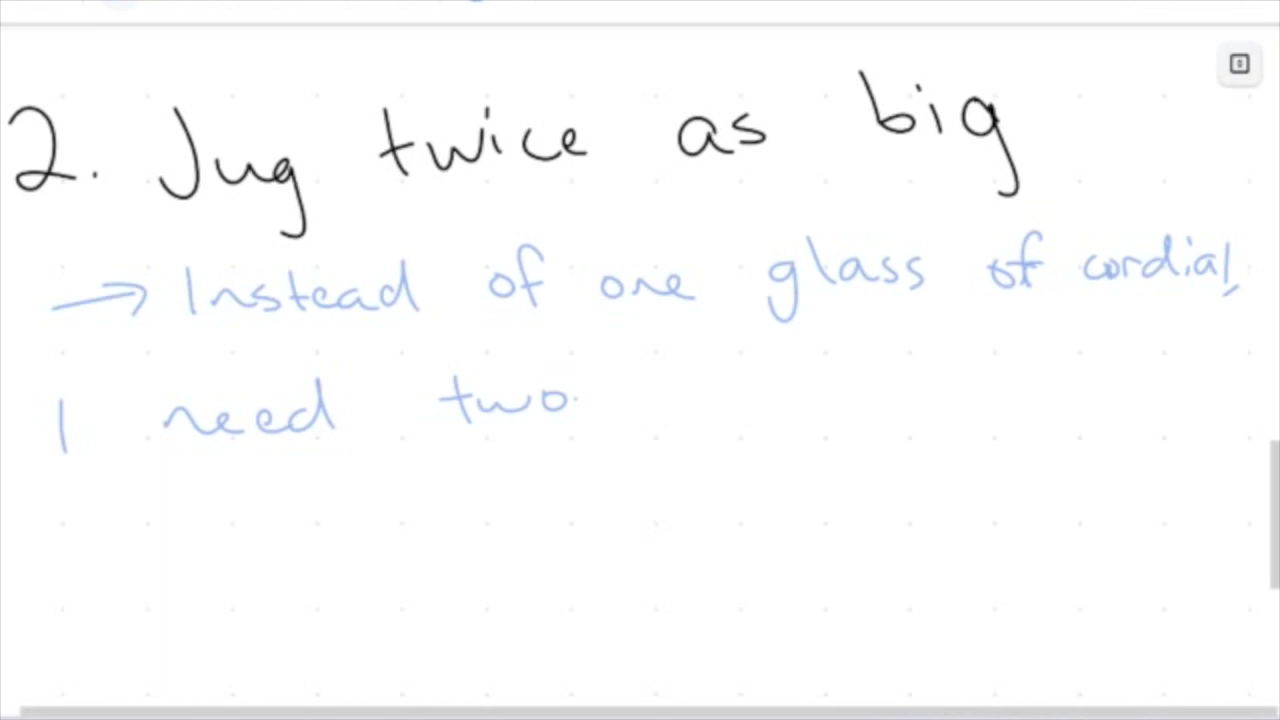 2. Jug twice as big
→ Instead of one glass of cordial,
I need two.